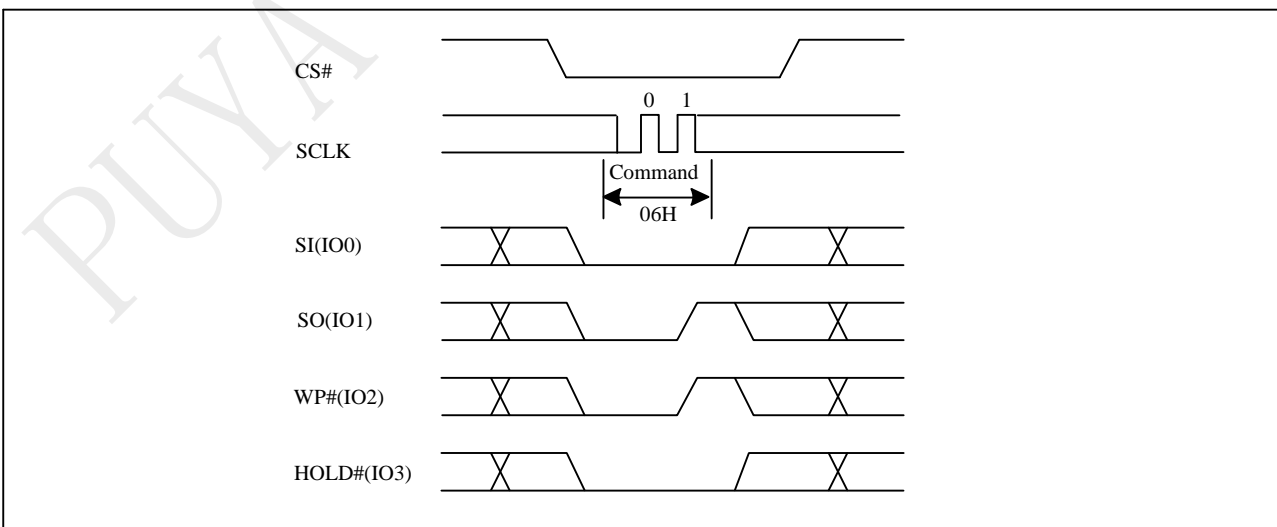 PUYA
CS#
0 1
SCLK
Command
06H
SI(IO0)
SO(IO1)
WP#(IO2)
HOLD#(IO3)